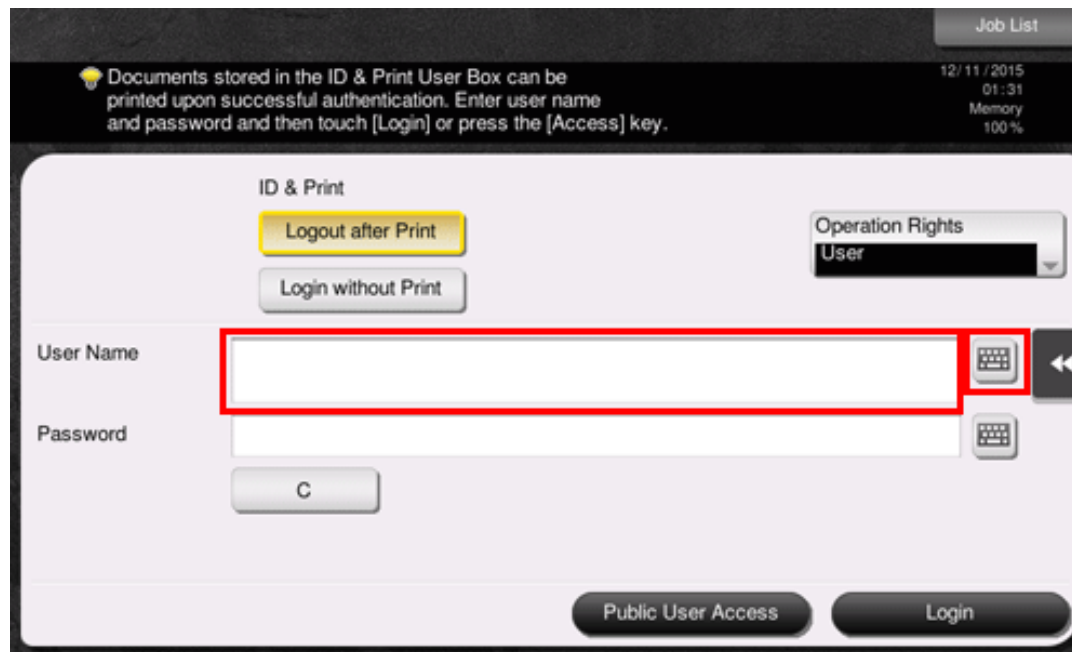 Job List
Documents stored in the ID & Print User Box can be
printed upon successful authentication. Enter user name
and password and then touch [Login] or press the [Access] key.
12/11/2015
01:31
Memory
100%
ID & Print
Logout after Print
Operation Rights
User
Login without Print
User Name
Password
C
Public User Access
Login